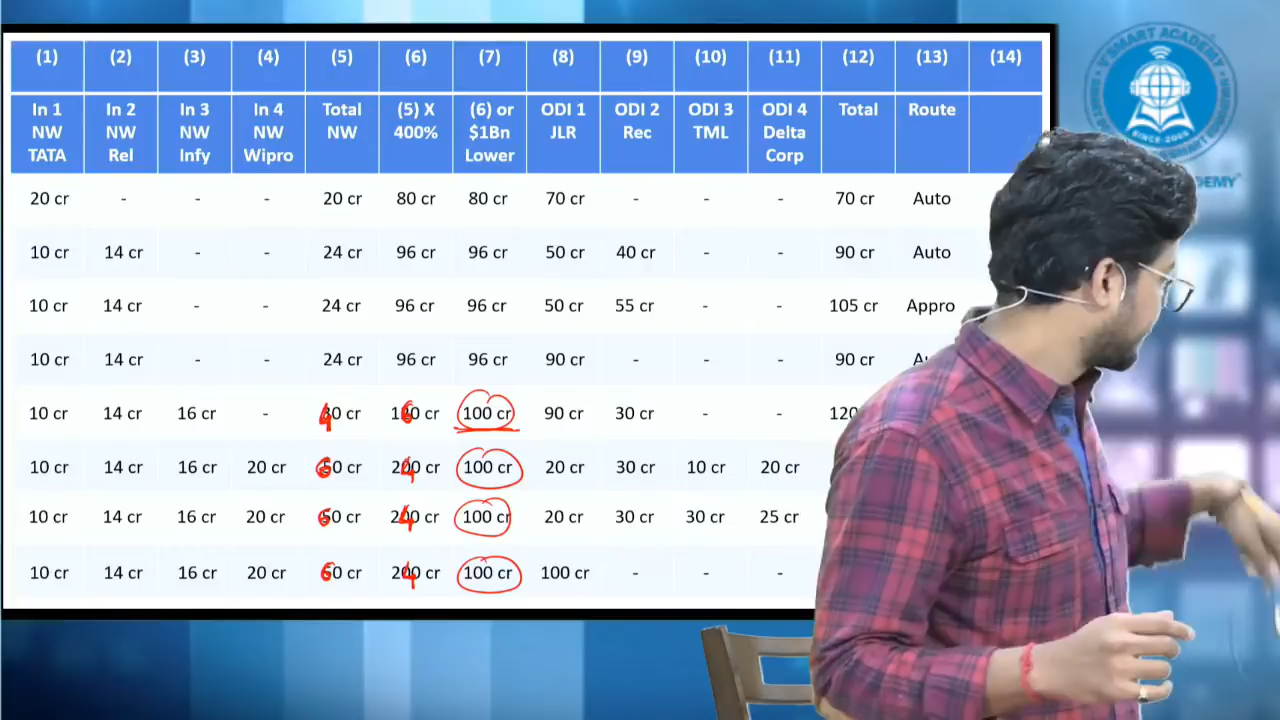 (1) (2) (3) (4) (5) (6) (7) (8) (9) (10) (11) (12) (13) (14)
In 1 NW TATA In 2 NW Rel In 3 NW Infy In 4 NW Wipro Total NW (5) X 400% (6) or $1Bn Lower ODI 1 JLR ODI 2 Rec ODI 3 TML ODI 4 Delta Corp Total Route
20 cr - - - 20 cr 80 cr 80 cr 70 cr - - - 70 cr Auto
10 cr 14 cr - - 24 cr 96 cr 96 cr 50 cr 40 cr - - 90 cr Auto
10 cr 14 cr - - 24 cr 96 cr 96 cr 50 cr 55 cr - - 105 cr Appro
10 cr 14 cr - - 24 cr 96 cr 96 cr 90 cr - - - 90 cr
10 cr 14 cr 16 cr - 40 cr 160 cr 100 cr 90 cr 30 cr - - 120
10 cr 14 cr 16 cr 20 cr 60 cr 240 cr 100 cr 20 cr 30 cr 10 cr 20 cr
10 cr 14 cr 16 cr 20 cr 60 cr 240 cr 100 cr 20 cr 30 cr 30 cr 25 cr
10 cr 14 cr 16 cr 20 cr 60 cr 240 cr 100 cr 100 cr - - -
SMART ACADEMY
SINCE-2005